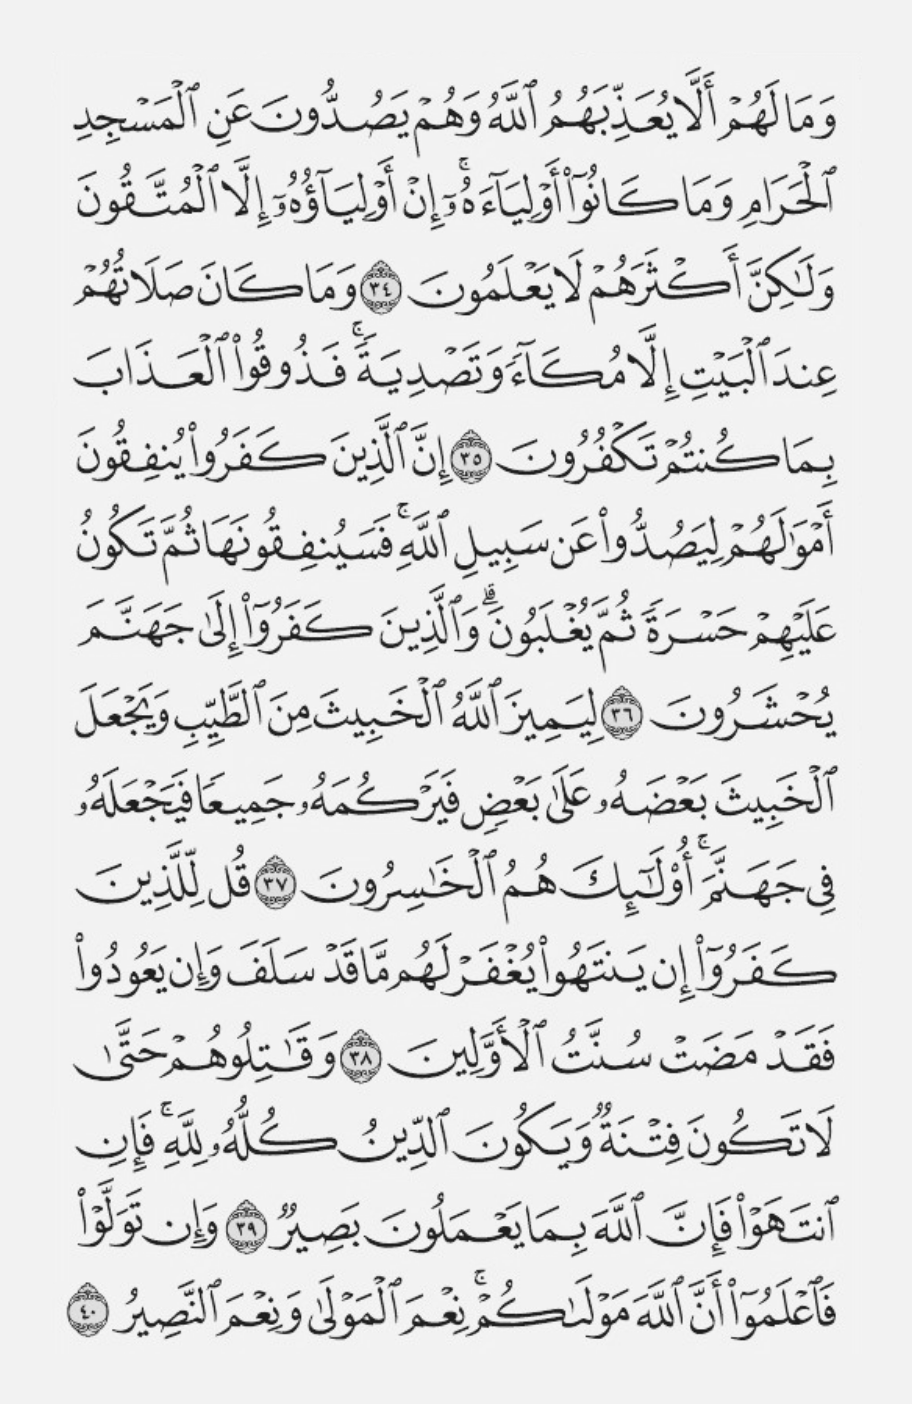 وَمَا لَهُمْ أَلَّا يُعَذِّبَهُمُ ٱللَّهُ وَهُمْ يَصُدُّونَ عَنِ ٱلْمَسْجِدِ
ٱلْحَرَامِ وَمَا كَانُوٓا۟ أَوْلِيَآءَهُۥٓ ۚ إِنْ أَوْلِيَآؤُهُۥٓ إِلَّا ٱلْمُتَّقُونَ
وَلَـٰكِنَّ أَكْثَرَهُمْ لَا يَعْلَمُونَ ٣٤ وَمَا كَانَ صَلَاتُهُمْ
عِندَ ٱلْبَيْتِ إِلَّا مُكَآءً وَتَصْدِيَةً ۚ فَذُوقُوا۟ ٱلْعَذَابَ
بِمَا كُنتُمْ تَكْفُرُونَ ٣٥ إِنَّ ٱلَّذِينَ كَفَرُوا۟ يُنفِقُونَ
أَمْوَٰلَهُمْ لِيَصُدُّوا۟ عَن سَبِيلِ ٱللَّهِ ۚ فَسَيُنفِقُونَهَا ثُمَّ تَكُونُ
عَلَيْهِمْ حَسْرَةً ثُمَّ يُغْلَبُونَ ۗ وَٱلَّذِينَ كَفَرُوٓا۟ إِلَىٰ جَهَنَّمَ
يُحْشَرُونَ ٣٦ لِيَمِيزَ ٱللَّهُ ٱلْخَبِيثَ مِنَ ٱلطَّيِّبِ وَيَجْعَلَ
ٱلْخَبِيثَ بَعْضَهُۥ عَلَىٰ بَعْضٍ فَيَرْكُمَهُۥ جَمِيعًا فَيَجْعَلَهُۥ
فِى جَهَنَّمَ ۚ أُو۟لَـٰٓئِكَ هُمُ ٱلْخَـٰسِرُونَ ٣٧ قُل لِّلَّذِينَ
كَفَرُوٓا۟ إِن يَنتَهُوا۟ يُغْفَرْ لَهُم مَّا قَدْ سَلَفَ وَإِن يَعُودُوا۟
فَقَدْ مَضَتْ سُنَّتُ ٱلْأَوَّلِينَ ٣٨ وَقَـٰتِلُوهُمْ حَتَّىٰ
لَا تَكُونَ فِتْنَةٌ وَيَكُونَ ٱلدِّينُ كُلُّهُۥ لِلَّهِ ۚ فَإِنِ
ٱنتَهَوْا۟ فَإِنَّ ٱللَّهَ بِمَا يَعْمَلُونَ بَصِيرٌ ٣٩ وَإِن تَوَلَّوْا۟
فَٱعْلَمُوٓا۟ أَنَّ ٱللَّهَ مَوْلَىٰكُمْ ۚ نِعْمَ ٱلْمَوْلَىٰ وَنِعْمَ ٱلنَّصِيرُ ٤٠